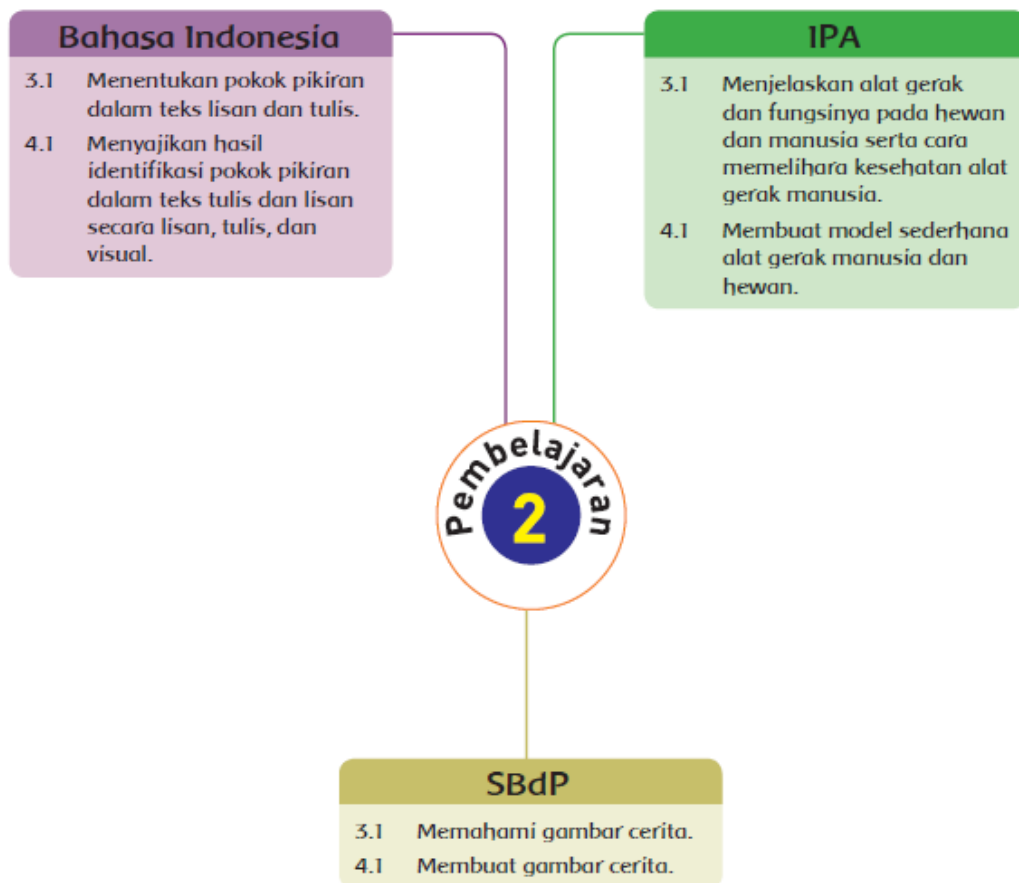 Bahasa Indonesia
3.1 Menentukan pokok pikiran
dalam teks lisan dan tulis.
4.1 Menyajikan hasil
identifikasi pokok pikiran
dalam teks tulis dan lisan
secara lisan, tulis, dan
visual.
IPA
3.1 Menjelaskan alat gerak
dan fungsinya pada hewan
dan manusia serta cara
memelihara kesehatan alat
gerak manusia.
4.1 Membuat model sederhana
alat gerak manusia dan
hewan.
Pembelajaran
2
SBdP
3.1 Memahami gambar cerita.
4.1 Membuat gambar cerita.